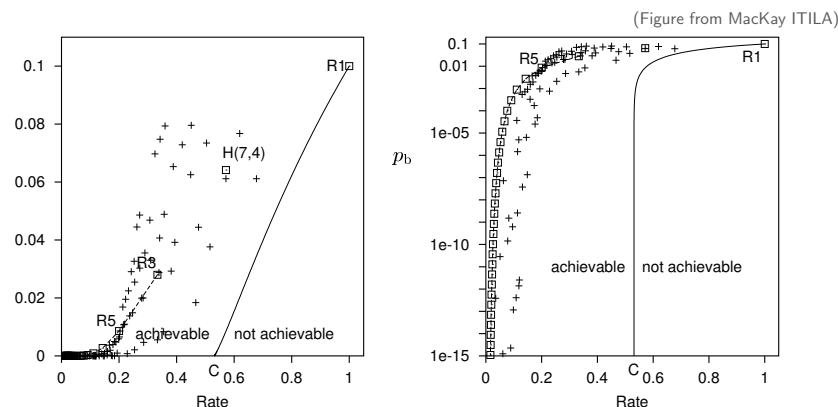 (Figure from MacKay ITILA)
0.1
0.08
0.06
0.04
0.02
0
R1
H(7,4)
R3
R5
achievable
not achievable
0
0.2
0.4
C
0.6
0.8
1
Rate
p_b
0.1
0.01
1e-05
1e-10
1e-15
R5
R1
achievable
not achievable
0
0.2
0.4
C
0.6
0.8
1
Rate